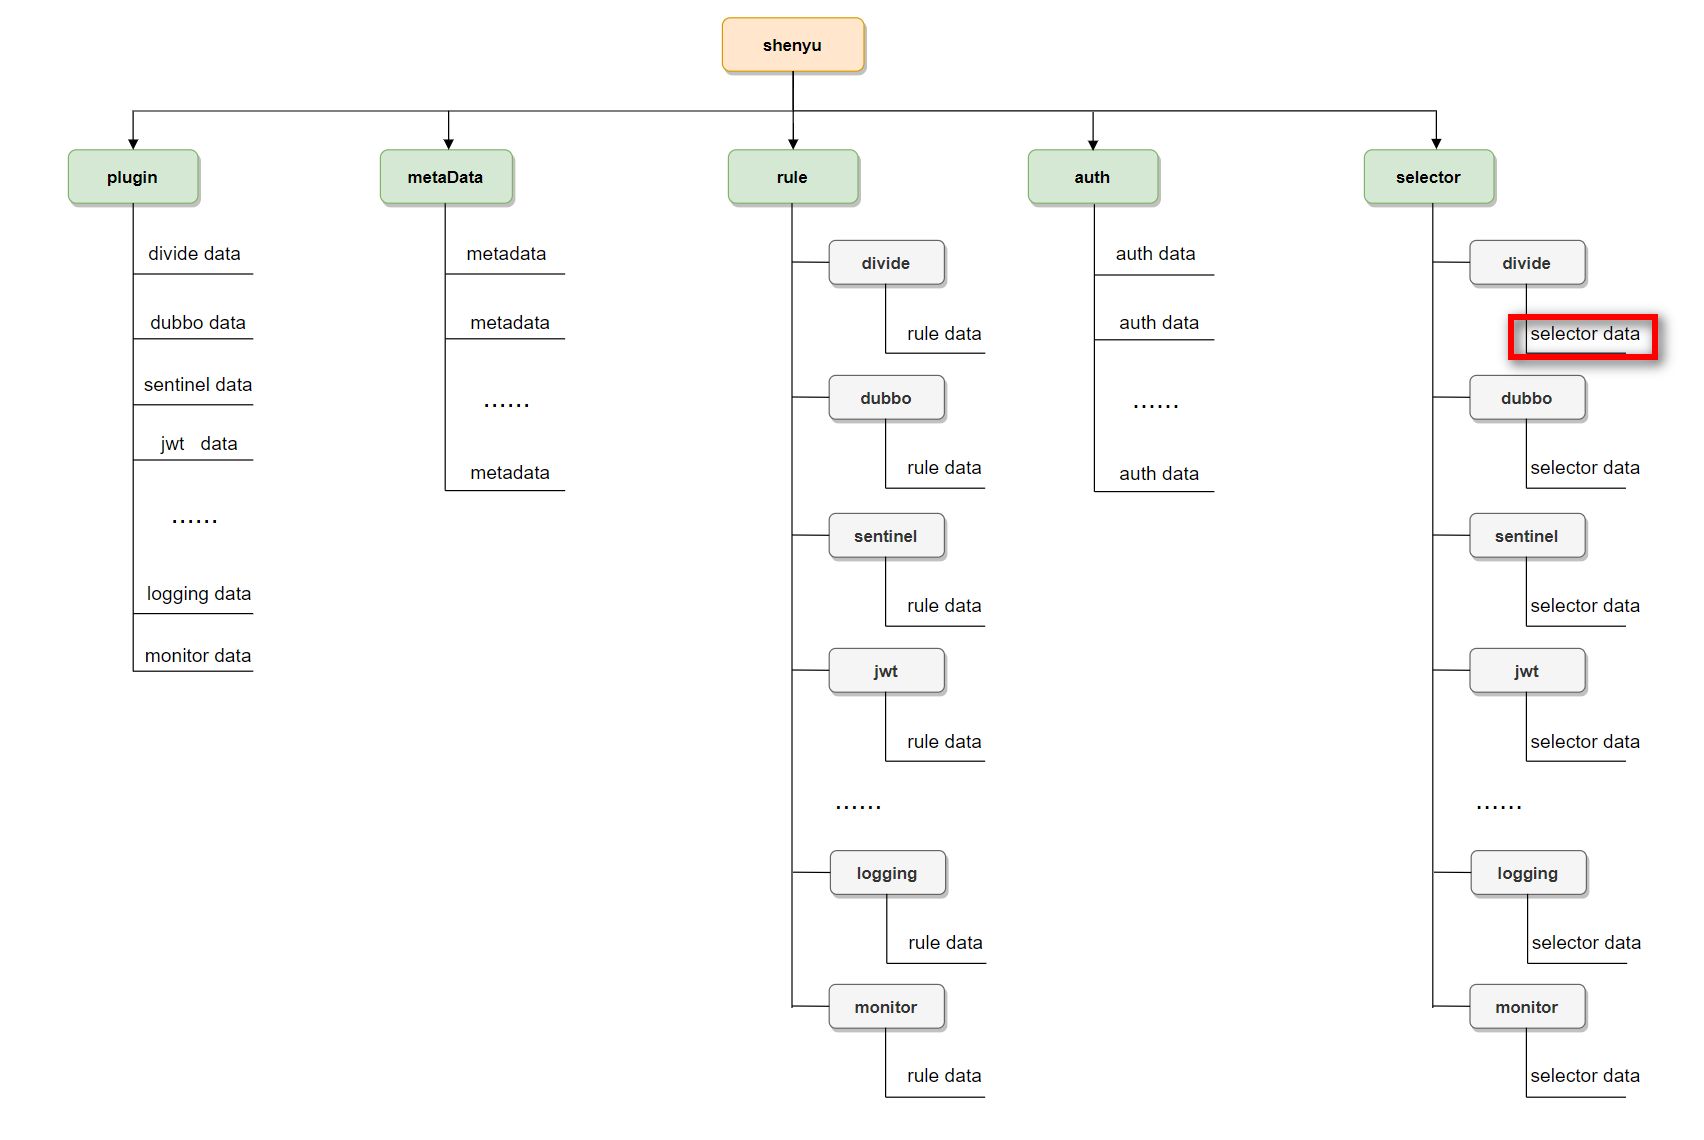 shenyu
plugin
metaData
rule
auth
selector
divide data
dubbo data
sentinel data
jwt data
......
logging data
monitor data
metadata
metadata
......
metadata
divide
rule data
dubbo
rule data
sentinel
rule data
jwt
rule data
......
logging
rule data
monitor
rule data
auth data
auth data
......
auth data
divide
selector data
dubbo
selector data
sentinel
selector data
jwt
selector data
......
logging
selector data
monitor
selector data